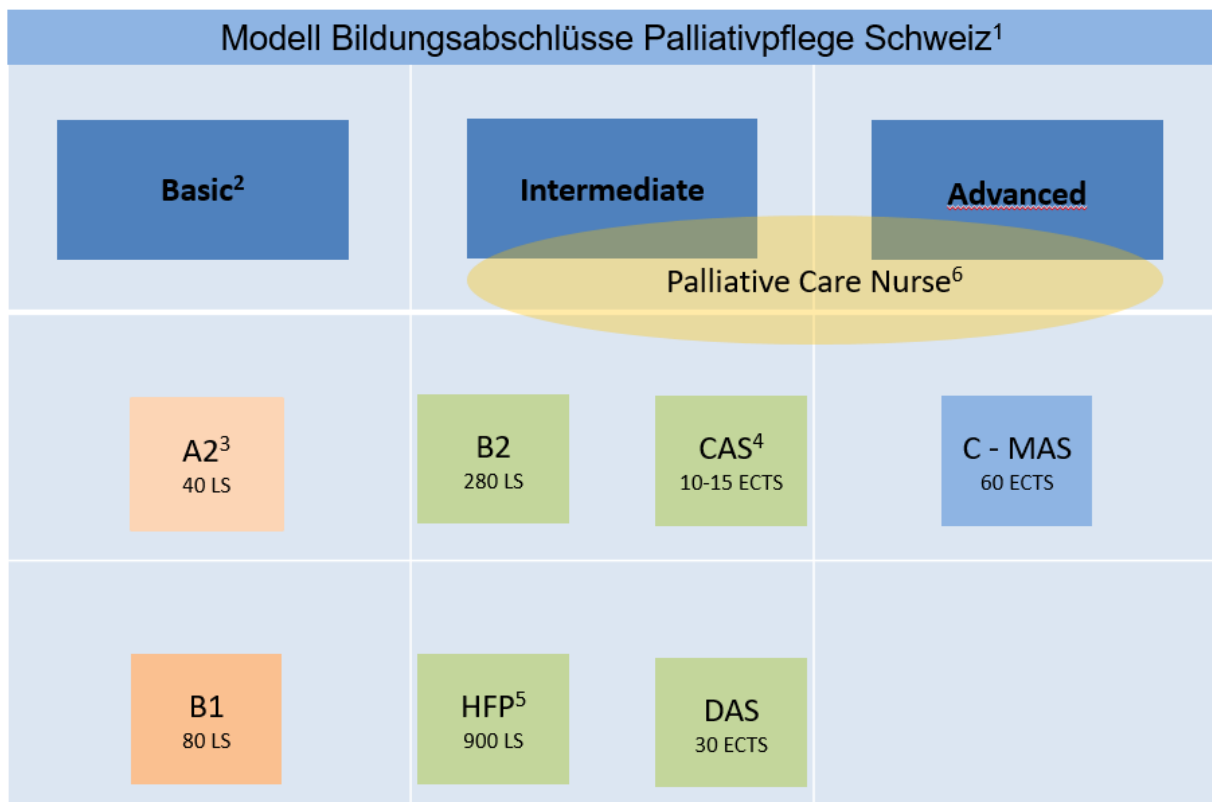 Modell Bildungsabschlüsse Palliativpflege Schweiz¹
Basic²
Intermediate
Advanced
Palliative Care Nurse⁶
A2³
40 LS
B2
280 LS
CAS⁴
10-15 ECTS
C - MAS
60 ECTS
B1
80 LS
HFP⁵
900 LS
DAS
30 ECTS